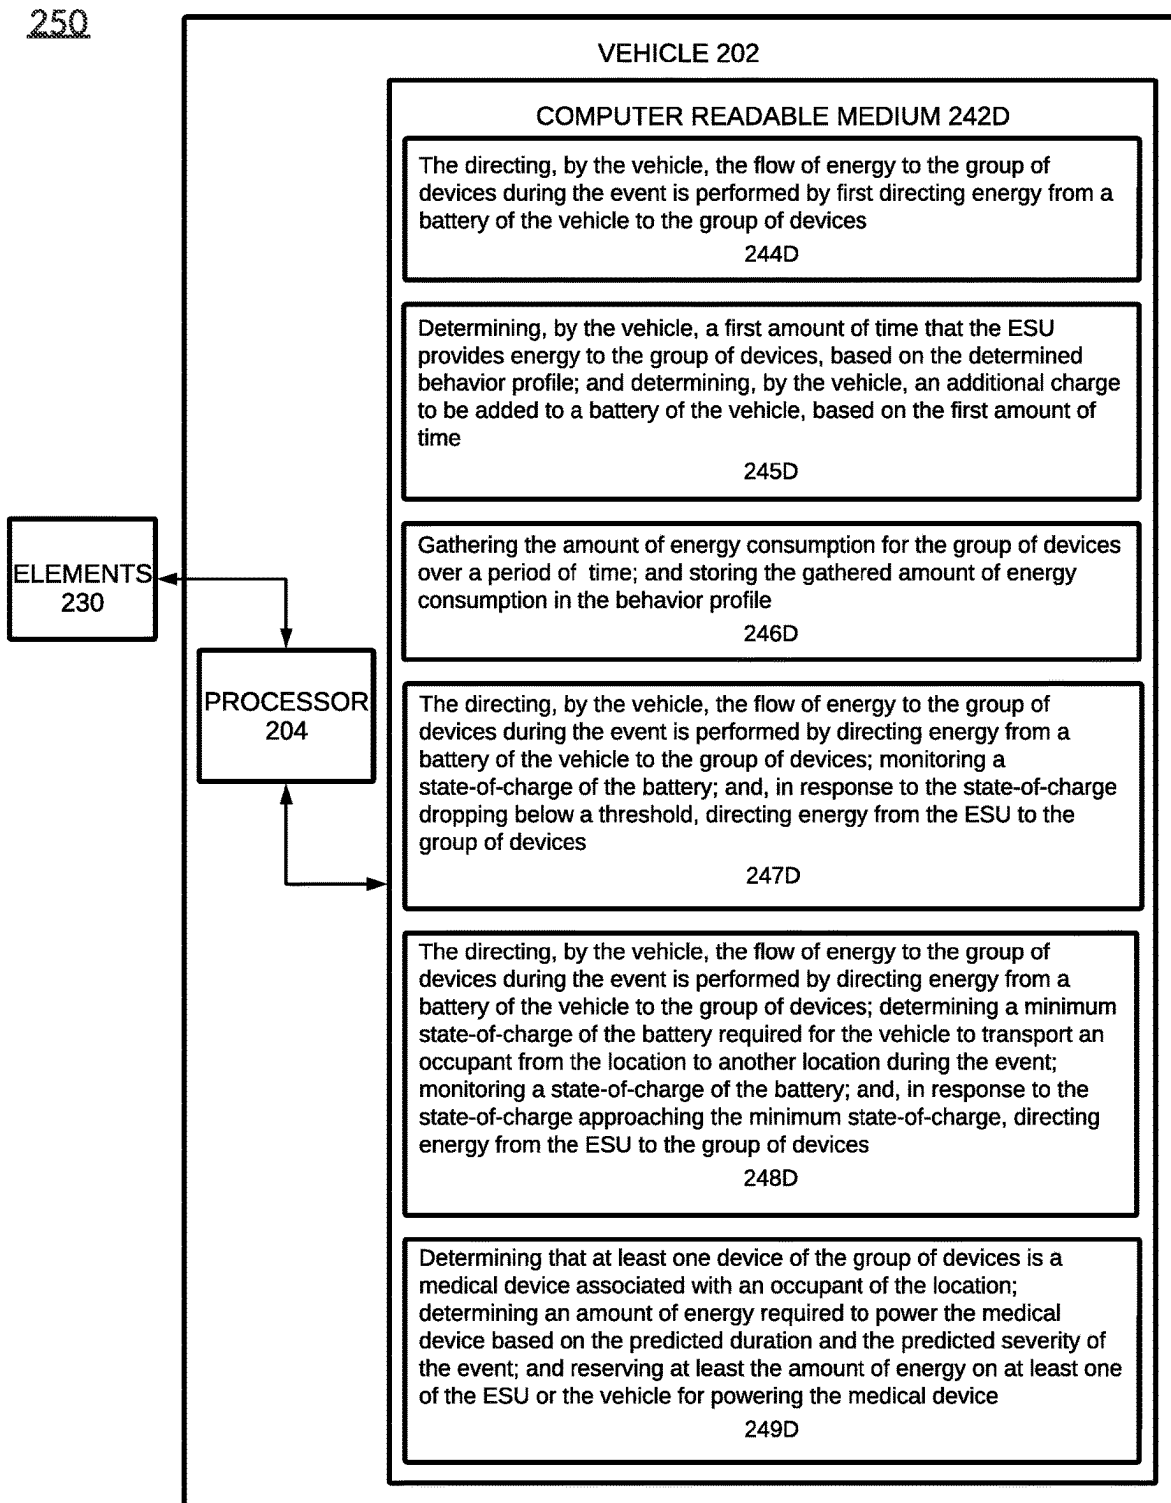 250
VEHICLE 202
COMPUTER READABLE MEDIUM 242D
The directing, by the vehicle, the flow of energy to the group of
devices during the event is performed by first directing energy from a
battery of the vehicle to the group of devices
244D
Determining, by the vehicle, a first amount of time that the ESU
provides energy to the group of devices, based on the determined
behavior profile; and determining, by the vehicle, an additional charge
to be added to a battery of the vehicle, based on the first amount of
time
245D
Gathering the amount of energy consumption for the group of devices
over a period of time; and storing the gathered amount of energy
consumption in the behavior profile
246D
ELEMENTS
230
PROCESSOR
204
The directing, by the vehicle, the flow of energy to the group of
devices during the event is performed by directing energy from a
battery of the vehicle to the group of devices; monitoring a
state-of-charge of the battery; and, in response to the state-of-charge
dropping below a threshold, directing energy from the ESU to the
group of devices
247D
The directing, by the vehicle, the flow of energy to the group of
devices during the event is performed by directing energy from a
battery of the vehicle to the group of devices; determining a minimum
state-of-charge of the battery required for the vehicle to transport an
occupant from the location to another location during the event;
monitoring a state-of-charge of the battery; and, in response to the
state-of-charge approaching the minimum state-of-charge, directing
energy from the ESU to the group of devices
248D
Determining that at least one device of the group of devices is a
medical device associated with an occupant of the location;
determining an amount of energy required to power the medical
device based on the predicted duration and the predicted severity of
the event; and reserving at least the amount of energy on at least one
of the ESU or the vehicle for powering the medical device
249D